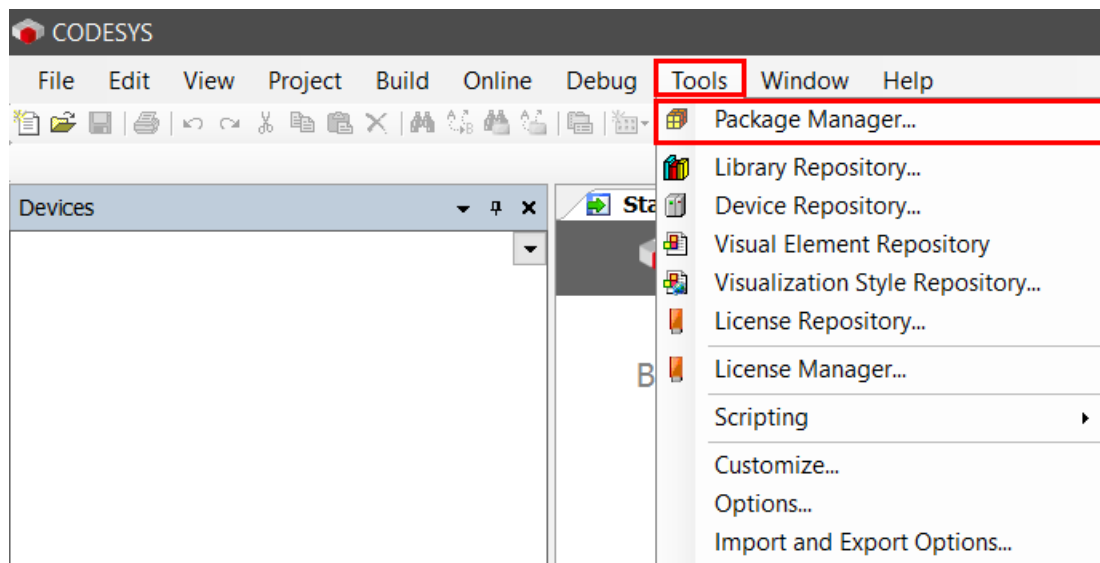 CODESYS
File Edit View Project Build Online Debug Tools Window Help
Package Manager...
Library Repository...
Devices
Sta
Device Repository...
Visual Element Repository
Visualization Style Repository...
License Repository...
B
License Manager...
Scripting
Customize...
Options...
Import and Export Options...